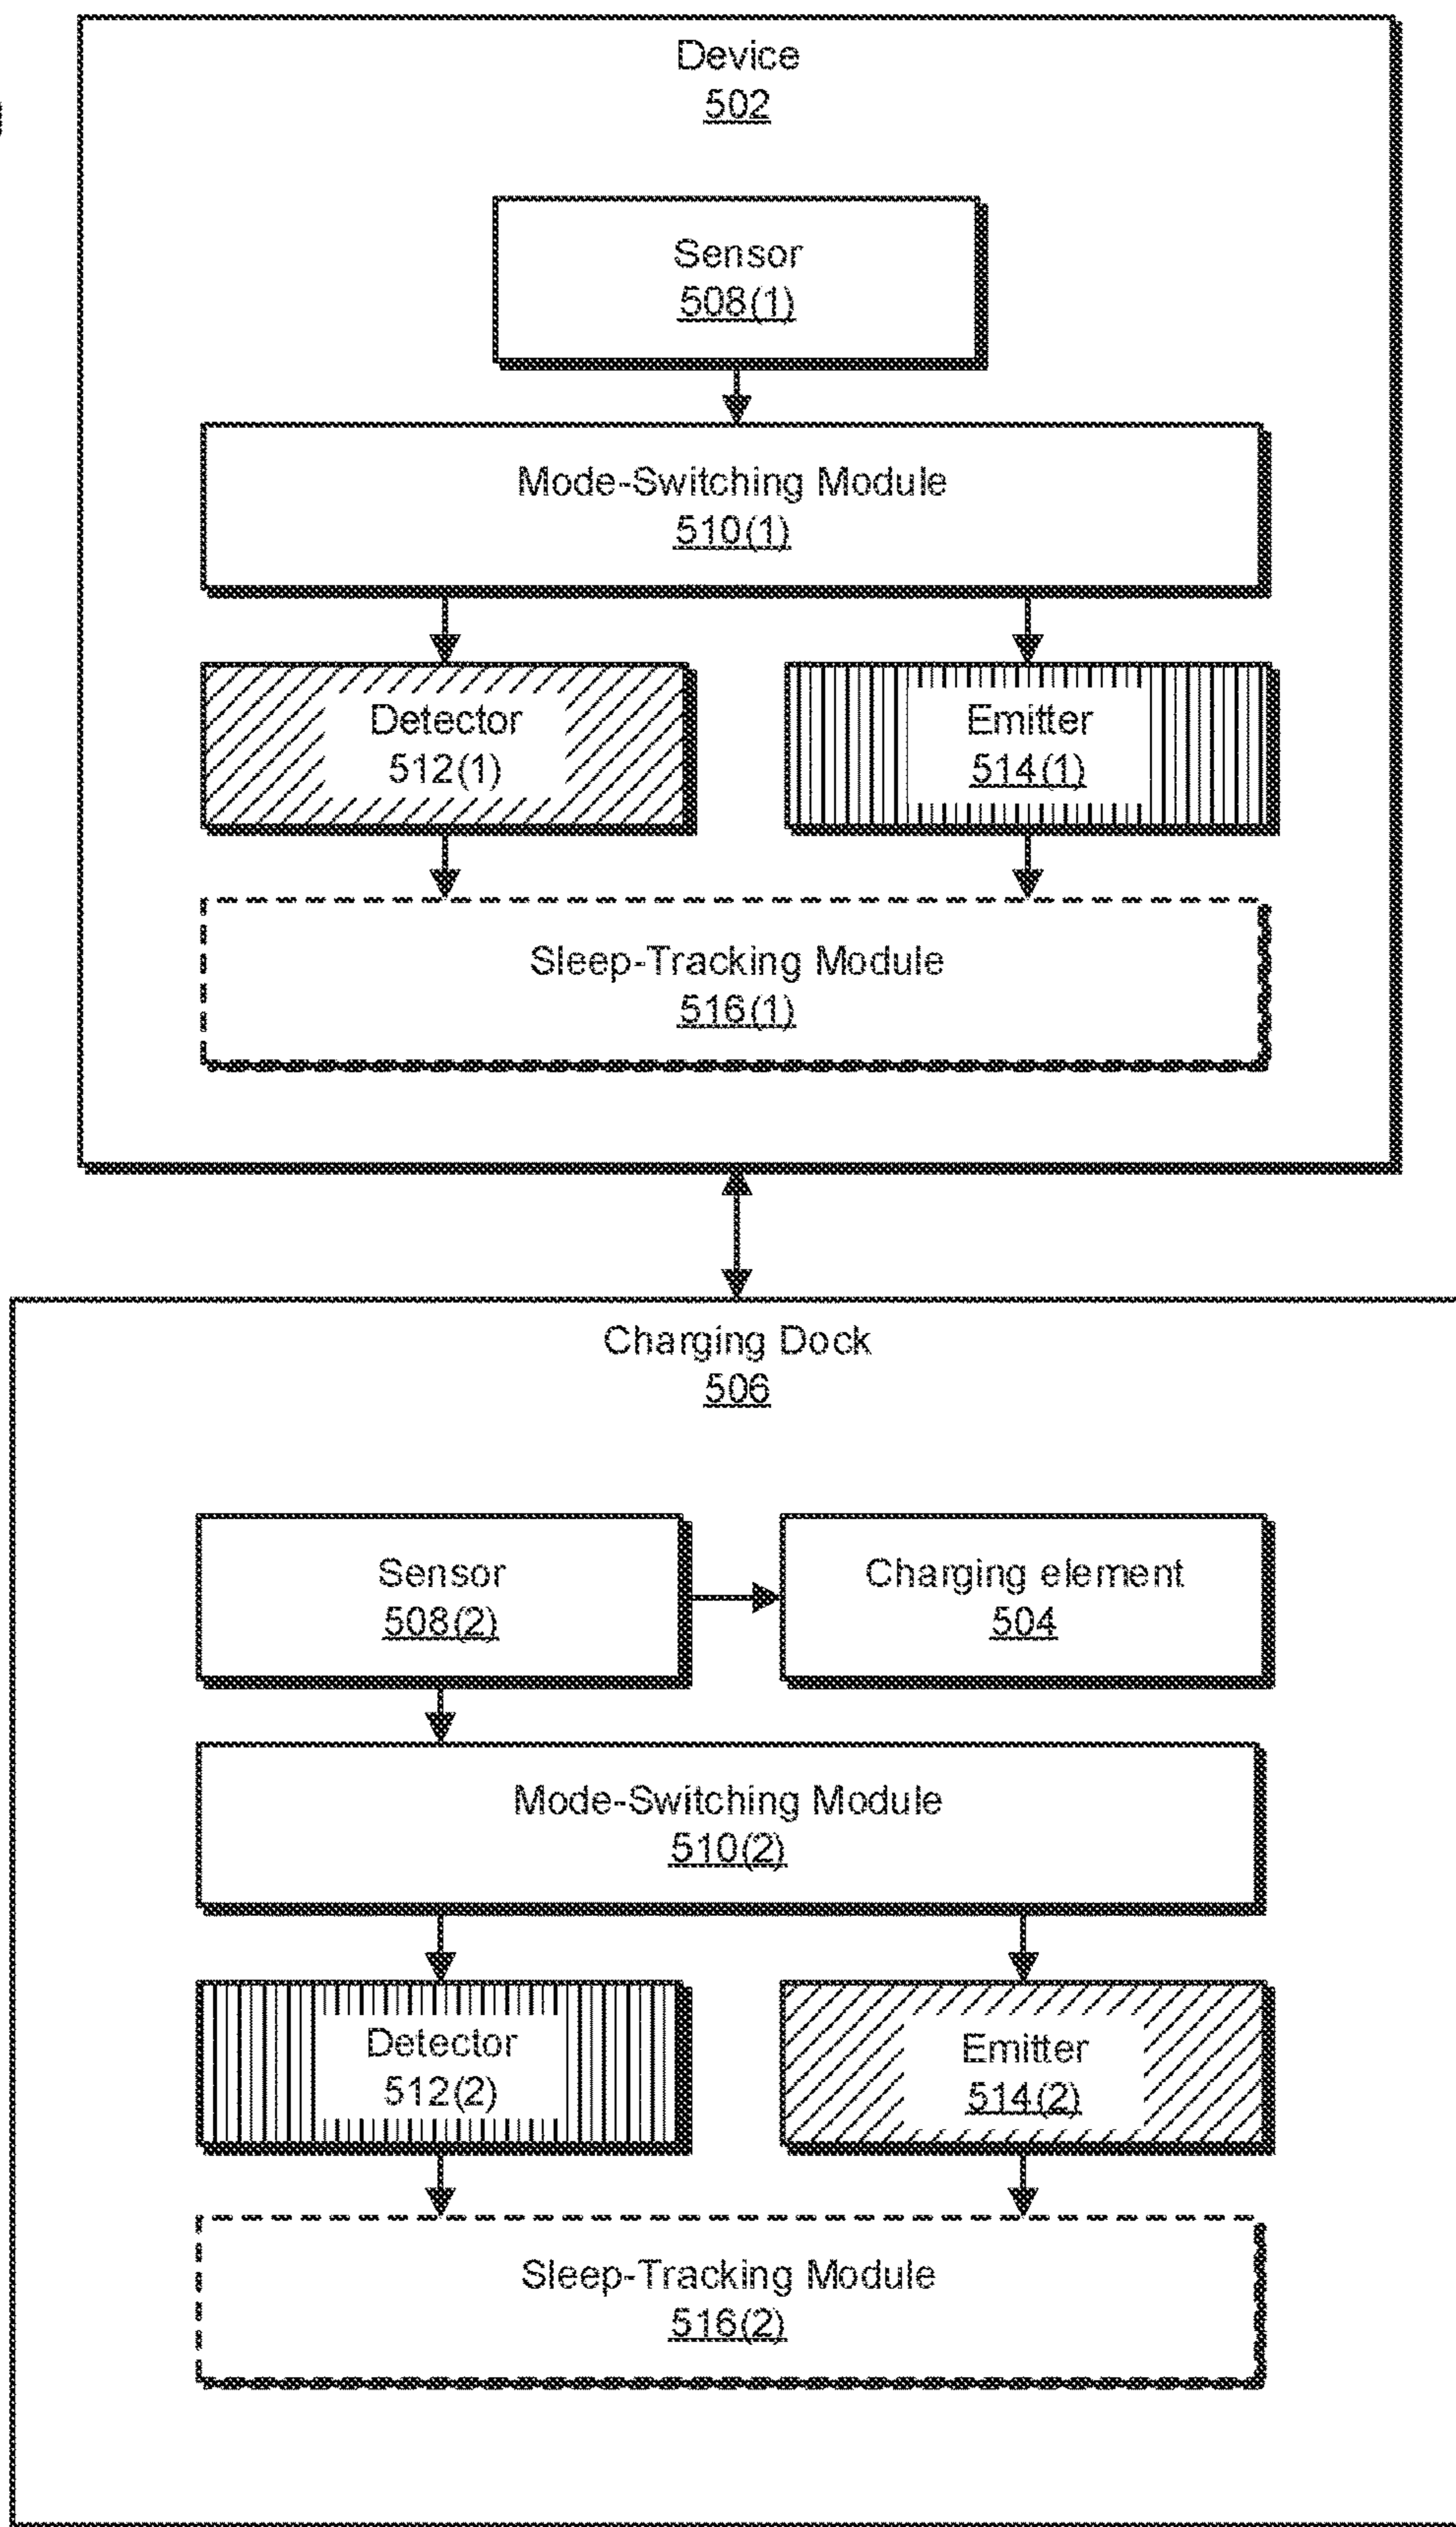 Device
502
Sensor
508(1)
Mode-Switching Module
510(1)
Detector
512(1)
Emitter
514(1)
Sleep-Tracking Module
516(1)
Charging Dock
506
Sensor
508(2)
Charging element
504
Mode-Switching Module
510(2)
Detector
512(2)
Emitter
514(2)
Sleep-Tracking Module
516(2)